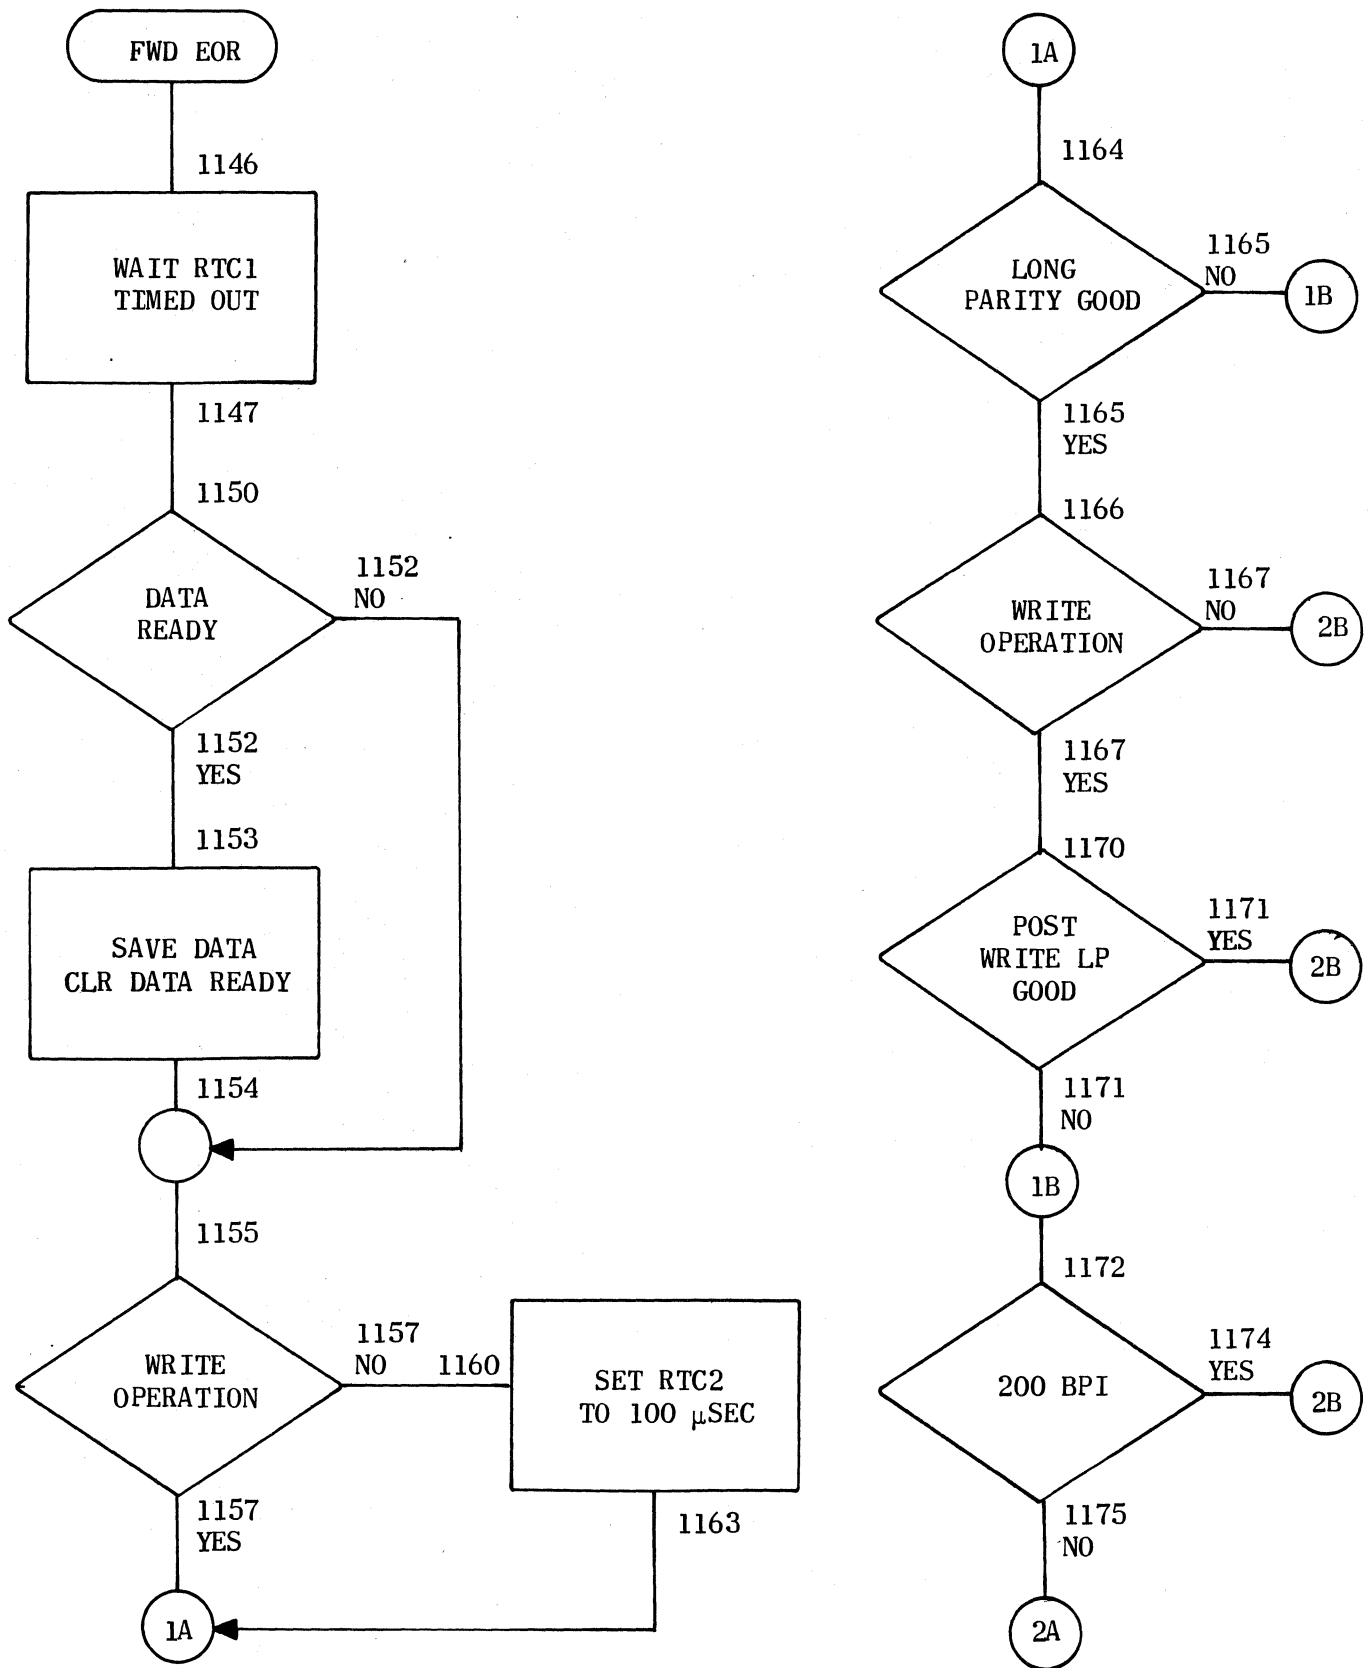 FWD EOR
1146
WAIT RTC1
TIMED OUT
1147
1150
DATA
READY
1152
NO
1152
YES
1153
SAVE DATA
CLR DATA READY
1154
1155
WRITE
OPERATION
1157
NO
1160
SET RTC2
TO 100 μSEC
1163
1157
YES
1A
1A
1164
LONG
PARITY GOOD
1165
NO
1B
1165
YES
1166
WRITE
OPERATION
1167
NO
2B
1167
YES
1170
POST
WRITE LP
GOOD
1171
YES
2B
1171
NO
1B
1172
200 BPI
1174
YES
2B
1175
NO
2A